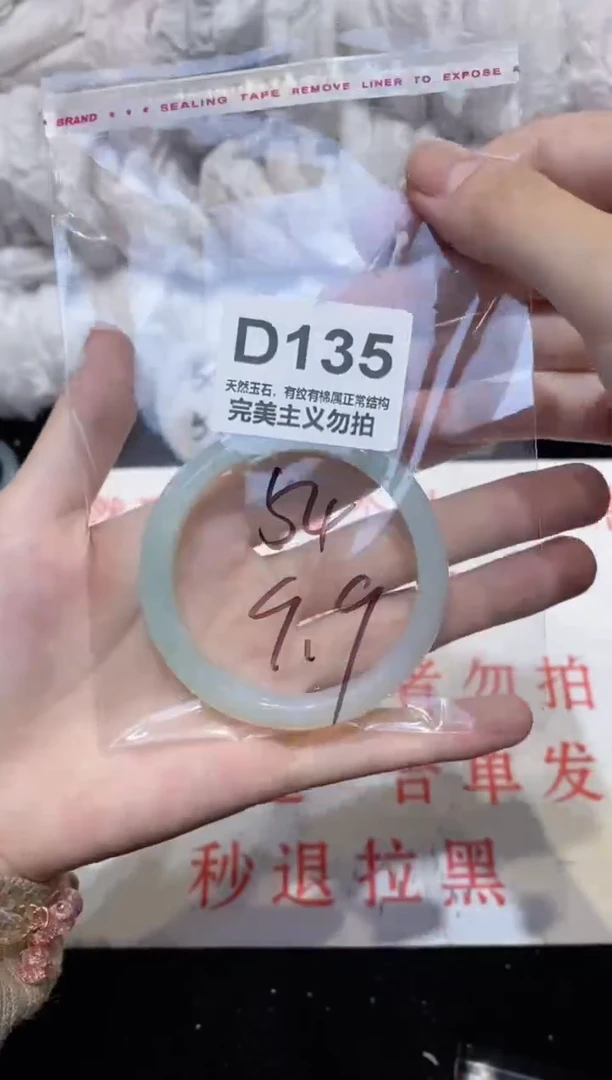 BRAND * * * SEALING TAPE REMOVE LINER TO EXPOSE
D135
天然玉石，有纹有棉属正常结构
完美主义勿拍
54
9.9
者勿拍
合单发
秒退拉黑